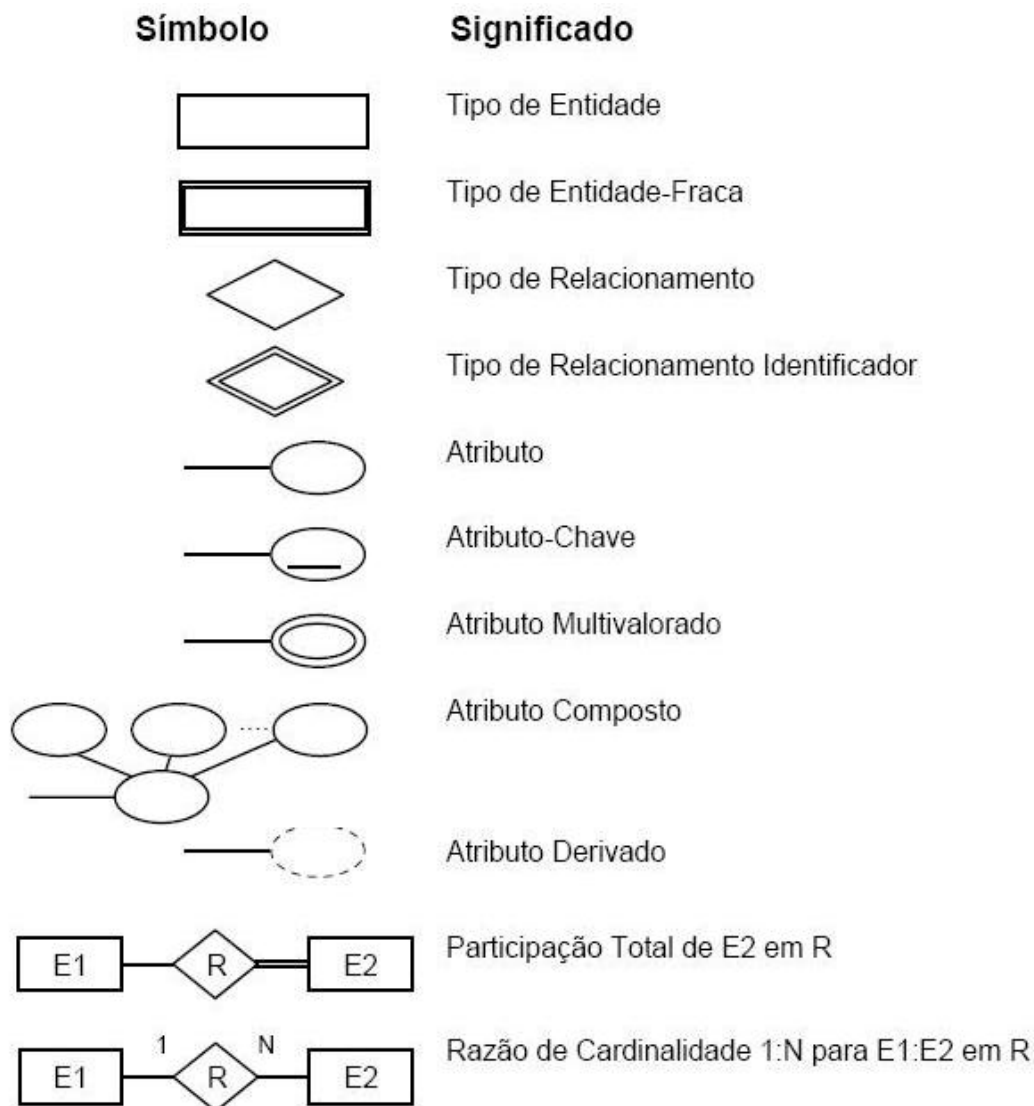 Símbolo Significado
Tipo de Entidade
Tipo de Entidade-Fraca
Tipo de Relacionamento
Tipo de Relacionamento Identificador
Atributo
Atributo-Chave
Atributo Multivalorado
Atributo Composto
Atributo Derivado
E1 R E2 Participação Total de E2 em R
1 N
E1 R E2 Razão de Cardinalidade 1:N para E1:E2 em R